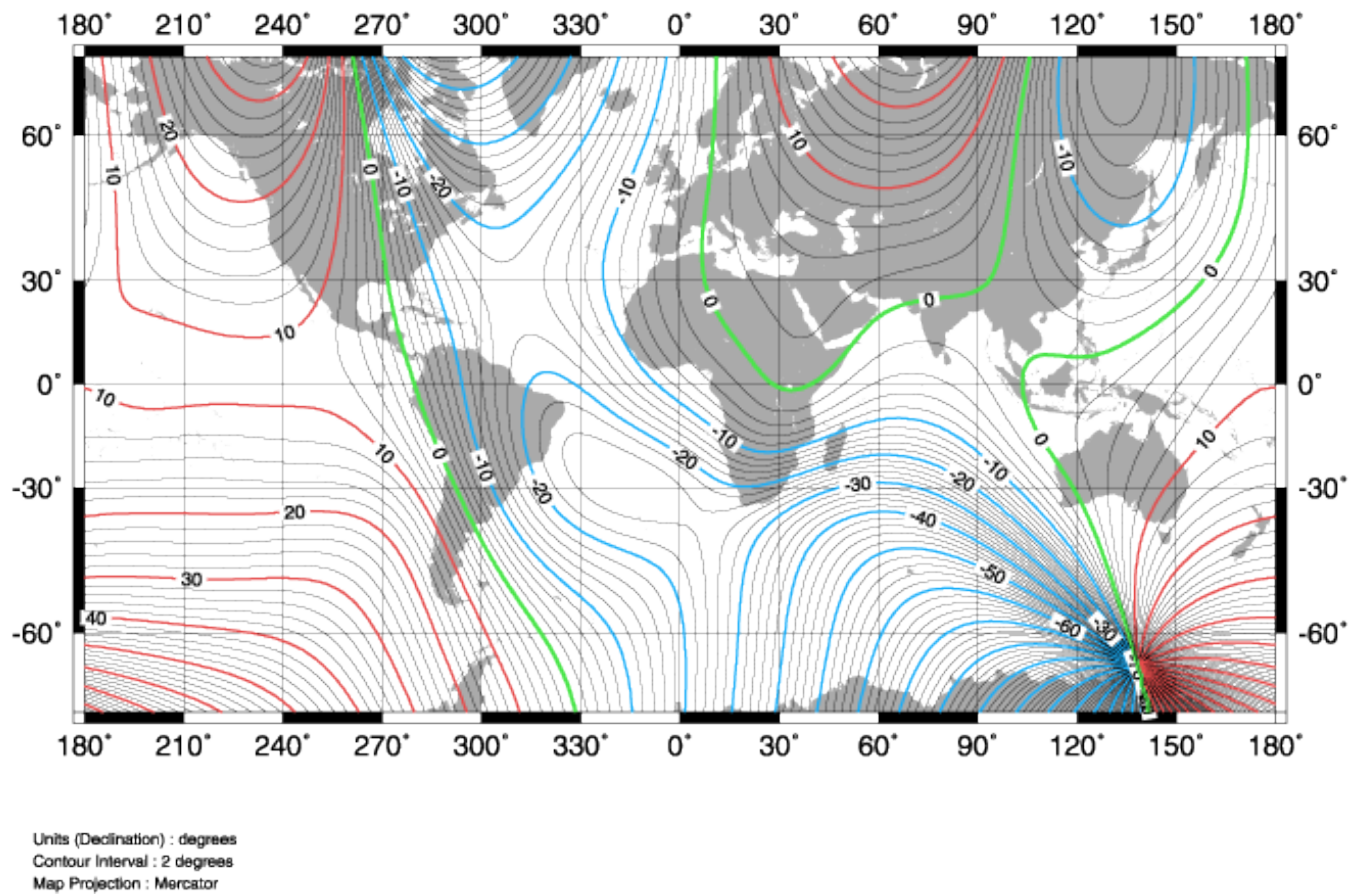 180° 210° 240° 270° 300° 330° 0° 30° 60° 90° 120° 150° 180°
60° 60°
30° 30°
0° 0°
-30° -30°
-60° -60°
20 0 -10 10 -10
10 -10 -20 -10
0
0 0
10
10 -10 10
10 0 -20 0 -10
-10 -20 -30 -20
20 -40
30 -50
40 -60 -30
180° 210° 240° 270° 300° 330° 0° 30° 60° 90° 120° 150° 180°
Units (Declination) : degrees
Contour Interval : 2 degrees
Map Projection : Mercator